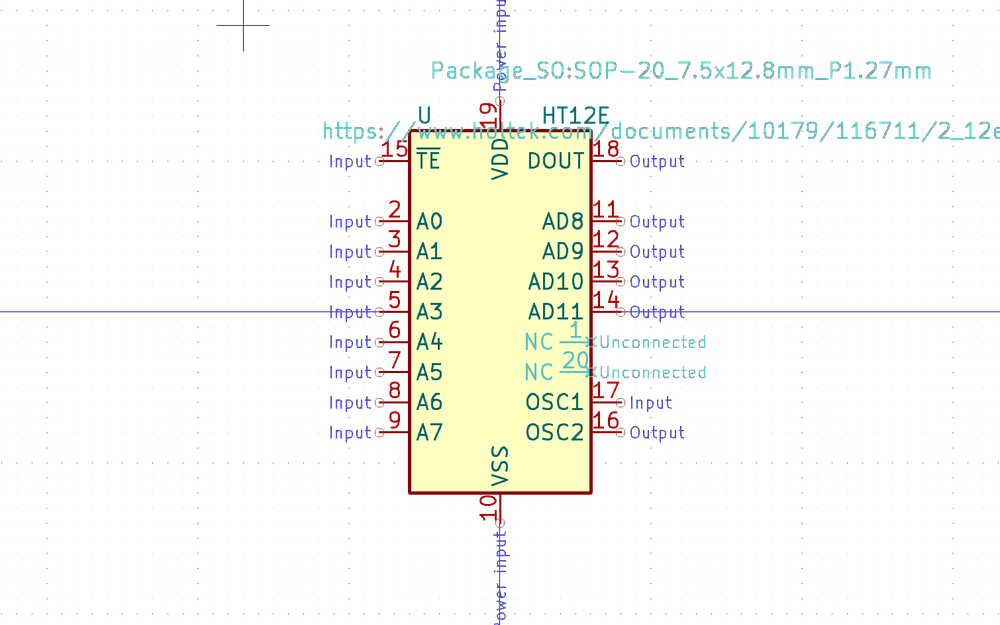 Power input
Package_SO:SOP-20_7.5x12.8mm_P1.27mm
U 19 HT12E
https://www.holtek.com/documents/10179/116711/2_12e
Input 15 TE VDD DOUT 18 Output
Input 2 A0 AD8 11 Output
Input 3 A1 AD9 12 Output
Input 4 A2 AD10 13 Output
Input 5 A3 AD11 14 Output
Input 6 A4 NC 1 Unconnected
Input 7 A5 NC 20 Unconnected
Input 8 A6 OSC1 17 Input
Input 9 A7 OSC2 16 Output
VSS
10
Power input